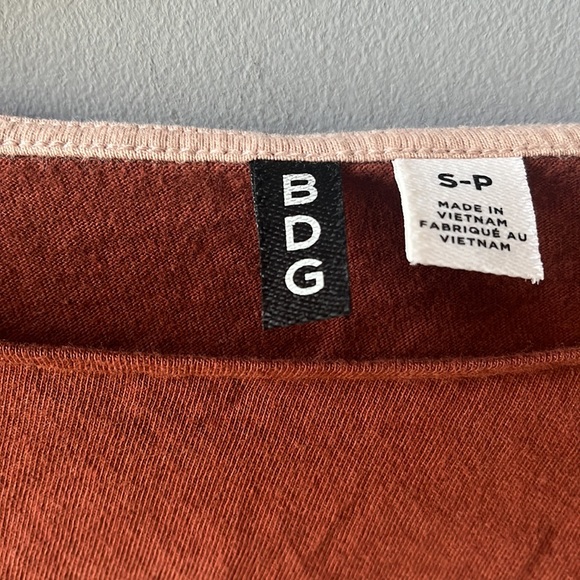 B
D
G
S-P
MADE IN
VIETNAM
FABRIQUÉ AU
VIETNAM